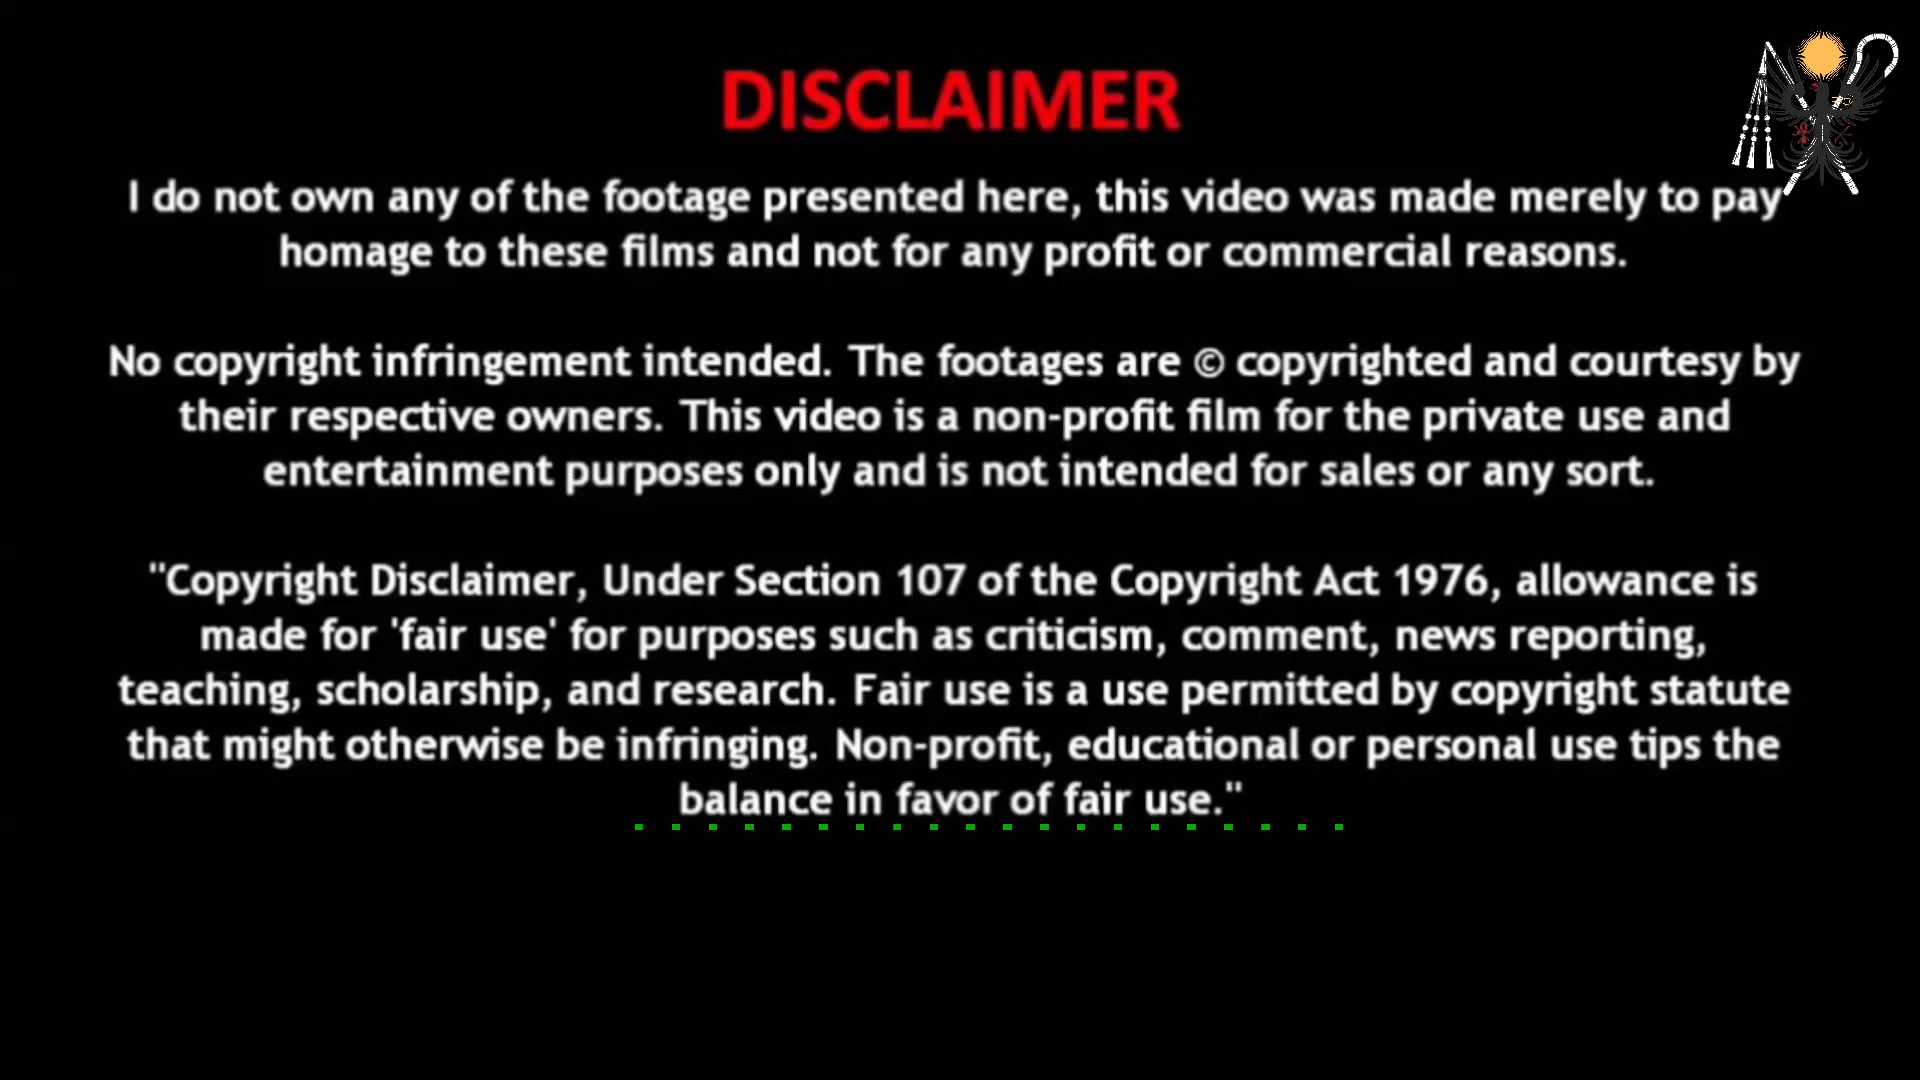 DISCLAIMER
I do not own any of the footage presented here, this video was made merely to pay
homage to these films and not for any profit or commercial reasons.
No copyright infringement intended. The footages are © copyrighted and courtesy by
their respective owners. This video is a non-profit film for the private use and
entertainment purposes only and is not intended for sales or any sort.
"Copyright Disclaimer, Under Section 107 of the Copyright Act 1976, allowance is
made for 'fair use' for purposes such as criticism, comment, news reporting,
teaching, scholarship, and research. Fair use is a use permitted by copyright statute
that might otherwise be infringing. Non-profit, educational or personal use tips the
balance in favor of fair use."